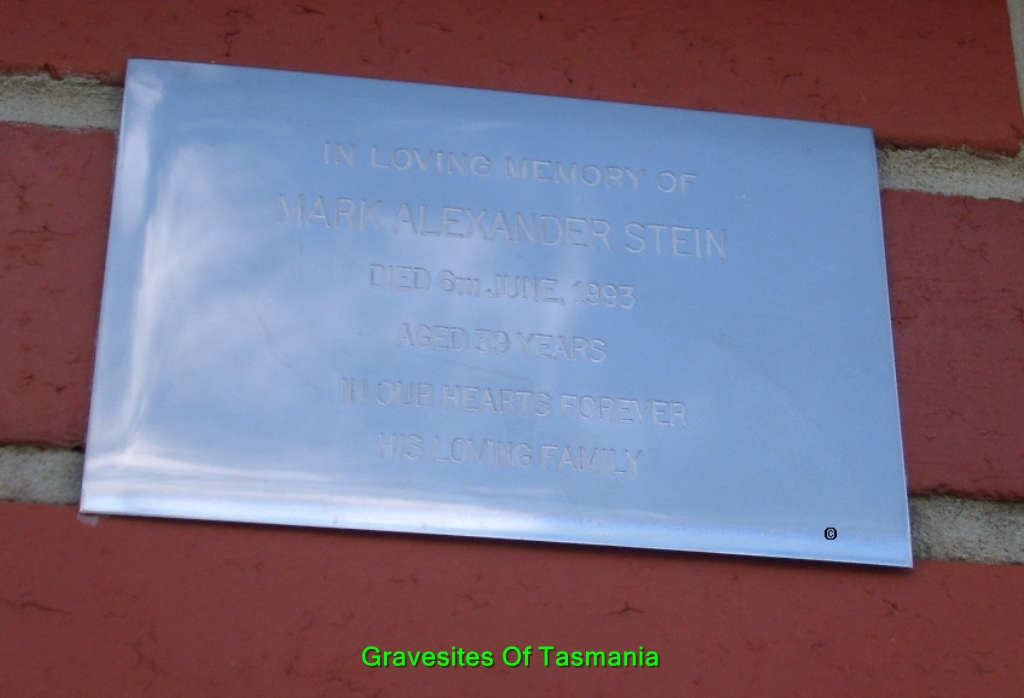 IN LOVING MEMORY OF
MARK ALEXANDER STEIN
DIED 6TH JUNE, 1993
AGED 39 YEARS
IN OUR HEARTS FOREVER
HIS LOVING FAMILY
©
Gravesites Of Tasmania